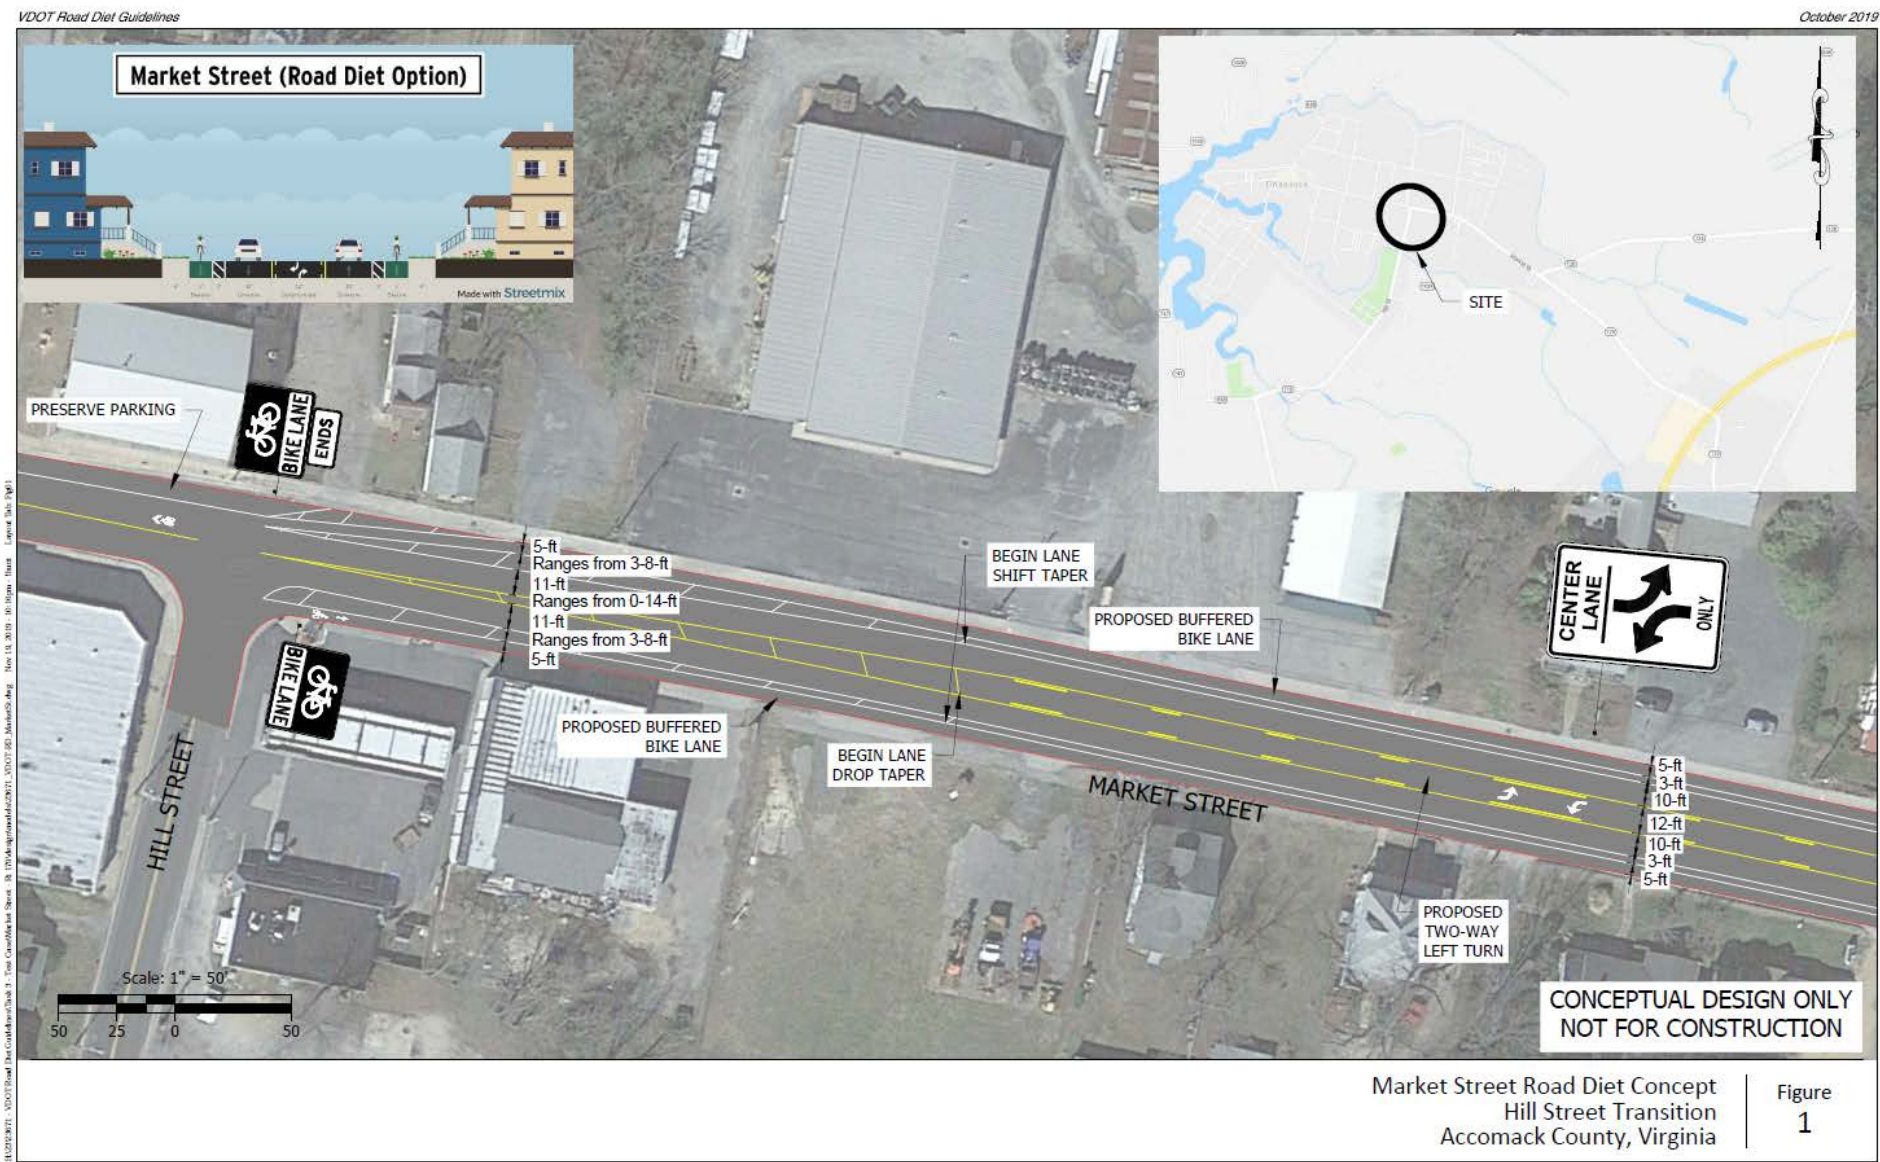 VDOT Road Diet Guidelines
October 2019
Market Street (Road Diet Option)
Made with Streetmix
SITE
PRESERVE PARKING
BIKE LANE
ENDS
5-ft
Ranges from 3-8-ft
11-ft
Ranges from 0-14-ft
11-ft
Ranges from 3-8-ft
5-ft
BEGIN LANE
SHIFT TAPER
PROPOSED BUFFERED
BIKE LANE
CENTER
LANE
ONLY
BIKE LANE
PROPOSED BUFFERED
BIKE LANE
BEGIN LANE
DROP TAPER
MARKET STREET
HILL STREET
5-ft
3-ft
10-ft
12-ft
10-ft
3-ft
5-ft
PROPOSED
TWO-WAY
LEFT TURN
Scale: 1" = 50'
50 25 0 50
CONCEPTUAL DESIGN ONLY
NOT FOR CONSTRUCTION
Market Street Road Diet Concept
Hill Street Transition
Accomack County, Virginia
Figure
1